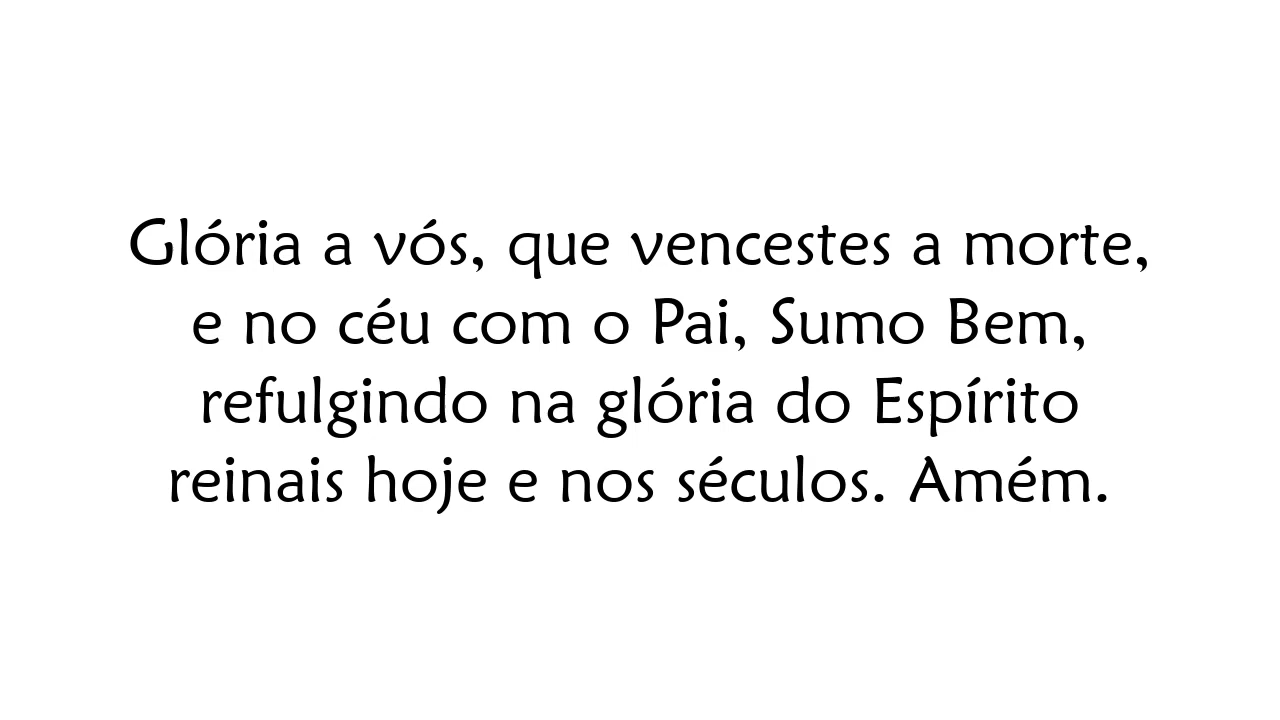 Glória a vós, que vencestes a morte,
e no céu com o Pai, Sumo Bem,
refulgindo na glória do Espírito
reinais hoje e nos séculos. Amém.